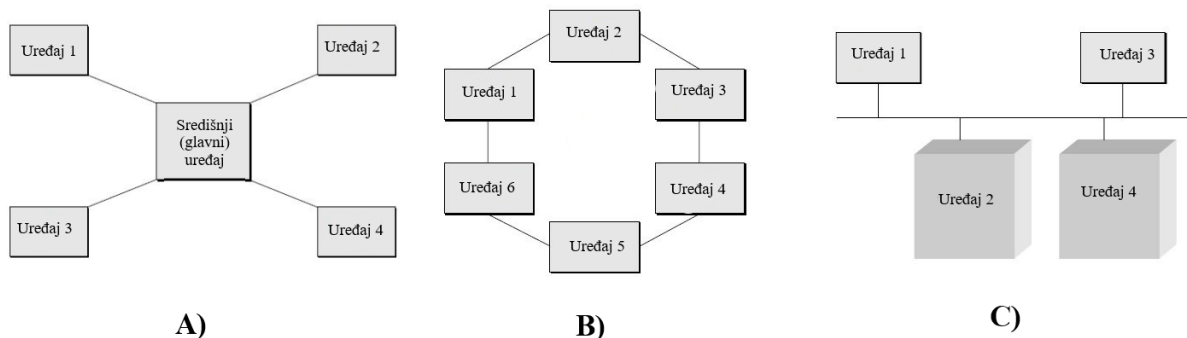 Uređaj 1
Uređaj 2
Središnji
(glavni)
uređaj
Uređaj 3
Uređaj 4
A)
Uređaj 2
Uređaj 1
Uređaj 3
Uređaj 6
Uređaj 4
Uređaj 5
B)
Uređaj 1
Uređaj 3
Uređaj 2
Uređaj 4
C)